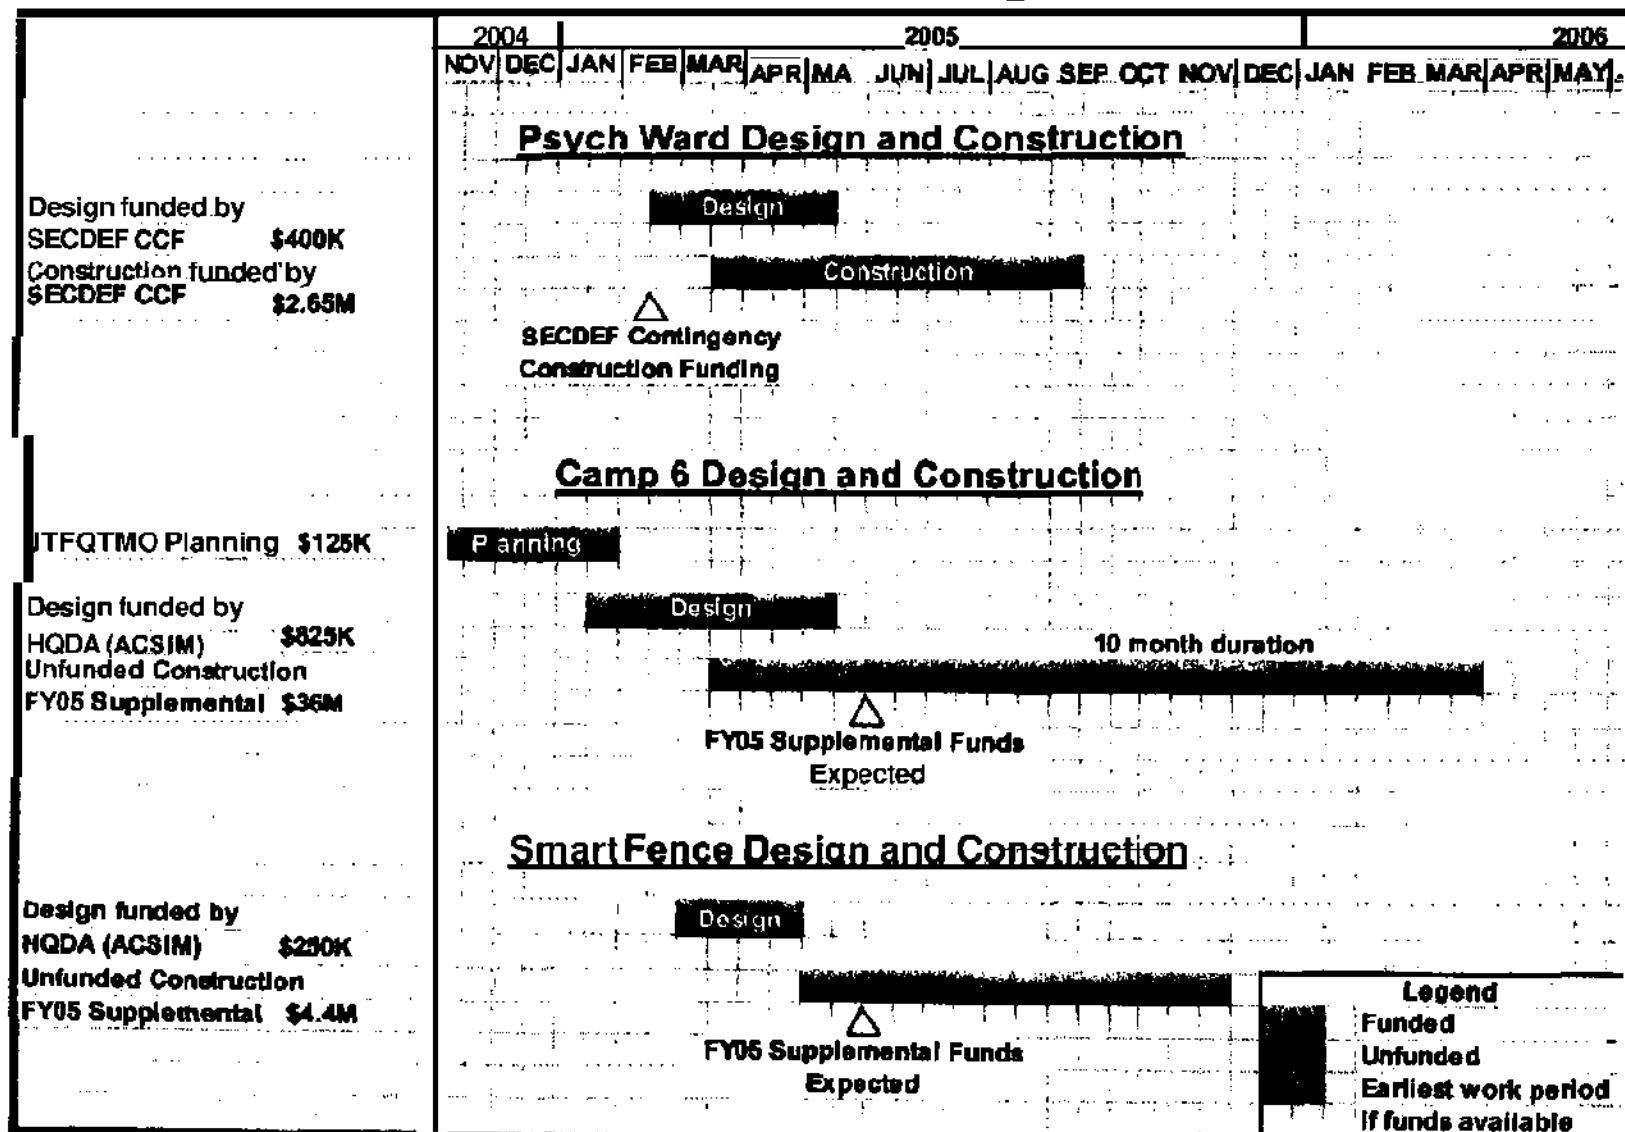 2004 2005 2006
NOV DEC JAN FEB MAR APR MA JUN JUL AUG SEP OCT NOV DEC JAN FEB MAR APR MAY
Psych Ward Design and Construction
Design funded by
SECDEF CCF $400K
Construction funded by
SECDEF CCF $2.65M
Design
Construction
SECDEF Contingency
Construction Funding
Camp 6 Design and Construction
JTFQTMO Planning $125K
P anning
Design funded by
HQDA (ACSIM) $825K
Unfunded Construction
FY05 Supplemental $36M
Design
10 month duration
FY05 Supplemental Funds
Expected
Smart Fence Design and Construction
Design funded by
HQDA (ACSIM) $250K
Unfunded Construction
FY05 Supplemental $4.4M
Design
FY05 Supplemental Funds
Expected
Legend
Funded
Unfunded
Earliest work period
If funds available